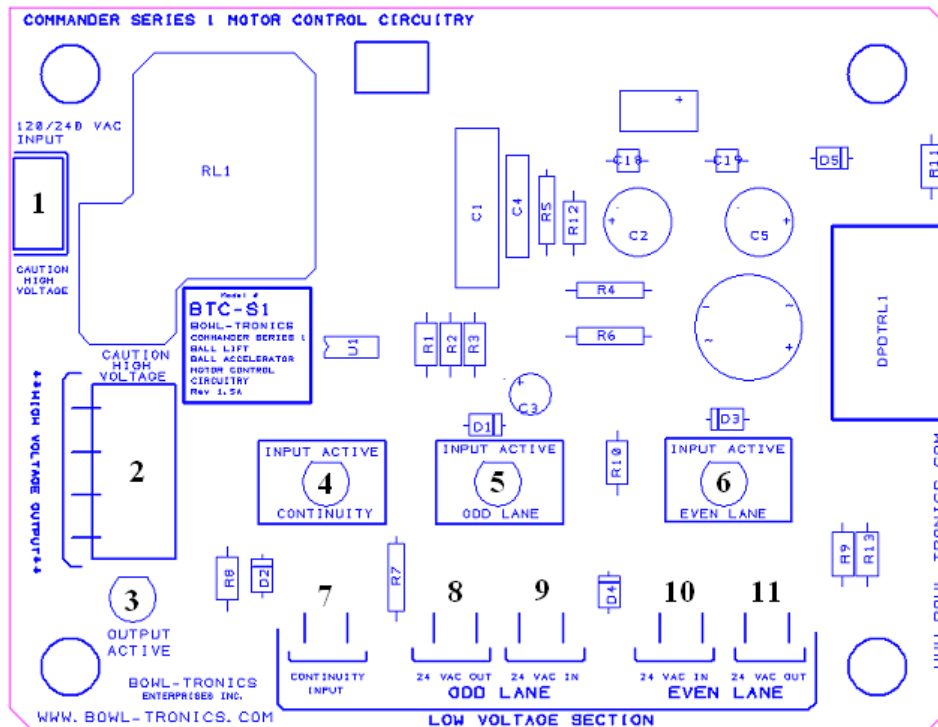 COMMANDER SERIES 1 MOTOR CONTROL CIRCUITRY
120/240 VAC
INPUT
1
CAUTION
HIGH
VOLTAGE
RL1
C1
C4
R5
R12
C18
C19
D5
R11
+
C2
+
C5
+
R4
R6
~
-
+
~
DPDTRL1
Model #
BTC-S1
BOWL-TRONICS
COMMANDER SERIES 1
BALL LIFT
BALL ACCELERATOR
MOTOR CONTROL
CIRCUITRY
Rev 1.5A
U1
R1
R2
R3
+
C3
D1
D3
CAUTION
HIGH
VOLTAGE
++HIGH VOLTAGE OUTPUT++
2
INPUT ACTIVE
4
CONTINUITY
INPUT ACTIVE
5
ODD LANE
R10
INPUT ACTIVE
6
EVEN LANE
R8
D2
R7
D4
R9
R13
3
OUTPUT
ACTIVE
7
8
9
10
11
CONTINUITY
INPUT
24 VAC OUT
24 VAC IN
ODD LANE
24 VAC IN
24 VAC OUT
EVEN LANE
LOW VOLTAGE SECTION
BOWL-TRONICS
ENTERPRISES INC.
WWW.BOWL-TRONICS.COM
WWW.BOWL-TRONICS.COM